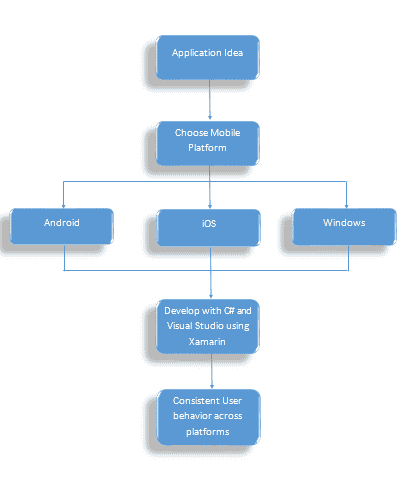 Application Idea
Choose Mobile
Platform
Android
iOS
Windows
Develop with C# and
Visual Studio using
Xamarin
Consistent User
behavior across
platforms